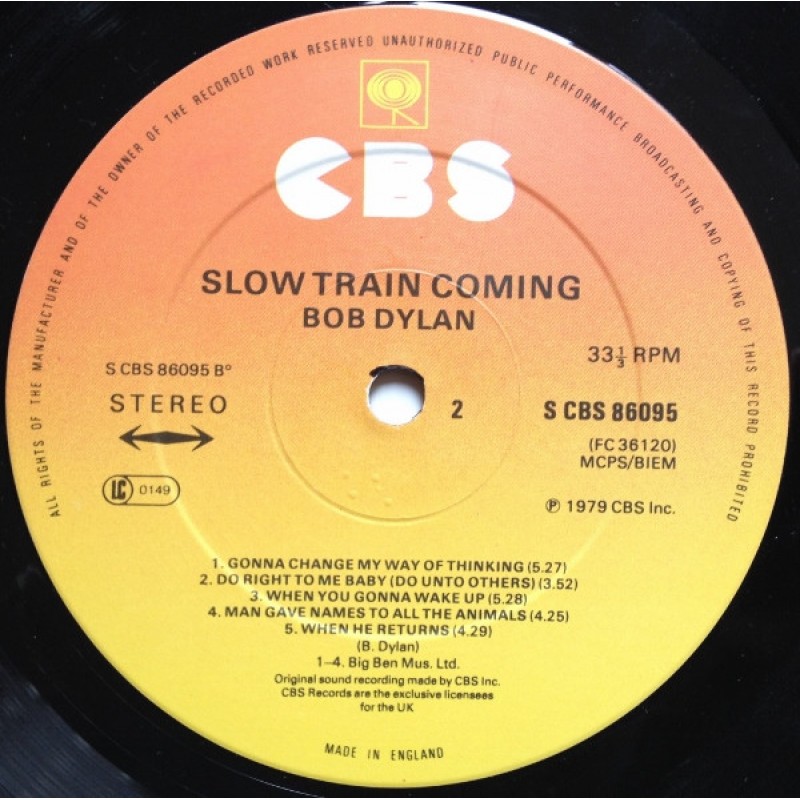 ALL RIGHTS OF THE MANUFACTURER AND OF THE OWNER OF THE RECORDED WORK RESERVED UNAUTHORIZED PUBLIC PERFORMANCE BROADCASTING AND COPYING OF THIS RECORD PROHIBITED
CBS
SLOW TRAIN COMING
BOB DYLAN
33⅓ RPM
S CBS 86095 B°
STEREO
2
S CBS 86095
(FC 36120)
MCPS/BIEM
LC 0149
℗ 1979 CBS Inc.
1. GONNA CHANGE MY WAY OF THINKING (5.27)
2. DO RIGHT TO ME BABY (DO UNTO OTHERS) (3.52)
3. WHEN YOU GONNA WAKE UP (5.28)
4. MAN GAVE NAMES TO ALL THE ANIMALS (4.25)
5. WHEN HE RETURNS (4.29)
(B. Dylan)
1–4. Big Ben Mus. Ltd.
Original sound recording made by CBS Inc.
CBS Records are the exclusive licensees
for the UK
MADE IN ENGLAND